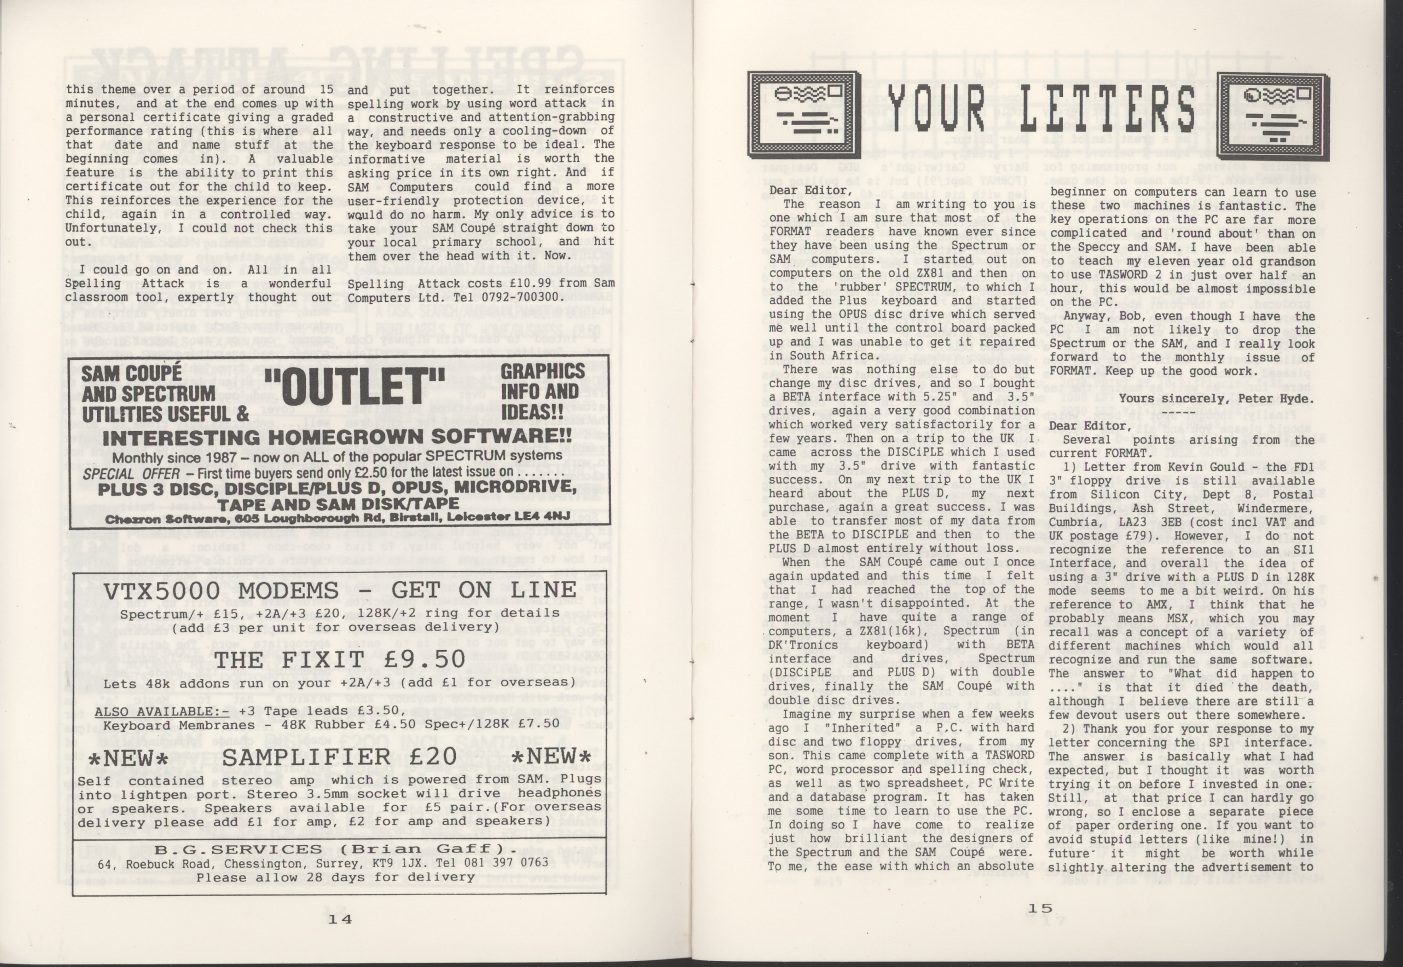 this theme over a period of around 15
minutes, and at the end comes up with
a personal certificate giving a graded
performance rating (this is where all
that date and name stuff at the
beginning comes in). A valuable
feature is the ability to print this
certificate out for the child to keep.
This reinforces the experience for the
child, again in a controlled way.
Unfortunately, I could not check this
out.
I could go on and on. All in all
Spelling Attack is a wonderful
classroom tool, expertly thought out
and put together. It reinforces
spelling work by using word attack in
a constructive and attention-grabbing
way, and needs only a cooling-down of
the keyboard response to be ideal. The
informative material is worth the
asking price in its own right. And if
SAM Computers could find a more
user-friendly protection device, it
would do no harm. My only advice is to
take your SAM Coupé straight down to
your local primary school, and hit
them over the head with it. Now.
Spelling Attack costs £10.99 from Sam
Computers Ltd. Tel 0792-700300.
SAM COUPÉ
AND SPECTRUM
UTILITIES USEFUL &
"OUTLET"
GRAPHICS
INFO AND
IDEAS!!
INTERESTING HOMEGROWN SOFTWARE!!
Monthly since 1987 – now on ALL of the popular SPECTRUM systems
SPECIAL OFFER – First time buyers send only £2.50 for the latest issue on .......
PLUS 3 DISC, DISCIPLE/PLUS D, OPUS, MICRODRIVE,
TAPE AND SAM DISK/TAPE
Chezron Software, 605 Loughborough Rd, Birstall, Leicester LE4 4NJ
VTX5000 MODEMS - GET ON LINE
Spectrum/+ £15, +2A/+3 £20, 128K/+2 ring for details
(add £3 per unit for overseas delivery)
THE FIXIT £9.50
Lets 48k addons run on your +2A/+3 (add £1 for overseas)
ALSO AVAILABLE:- +3 Tape leads £3.50,
Keyboard Membranes - 48K Rubber £4.50 Spec+/128K £7.50
*NEW* SAMPLIFIER £20 *NEW*
Self contained stereo amp which is powered from SAM. Plugs
into lightpen port. Stereo 3.5mm socket will drive headphones
or speakers. Speakers available for £5 pair.(For overseas
delivery please add £1 for amp, £2 for amp and speakers)
B.G.SERVICES (Brian Gaff).
64, Roebuck Road, Chessington, Surrey, KT9 1JX. Tel 081 397 0763
Please allow 28 days for delivery
14
YOUR LETTERS
Dear Editor,
The reason I am writing to you is
one which I am sure that most of the
FORMAT readers have known ever since
they have been using the Spectrum or
SAM computers. I started out on
computers on the old ZX81 and then on
to the 'rubber' SPECTRUM, to which I
added the Plus keyboard and started
using the OPUS disc drive which served
me well until the control board packed
up and I was unable to get it repaired
in South Africa.
There was nothing else to do but
change my disc drives, and so I bought
a BETA interface with 5.25" and 3.5"
drives, again a very good combination
which worked very satisfactorily for a
few years. Then on a trip to the UK I
came across the DISCiPLE which I used
with my 3.5" drive with fantastic
success. On my next trip to the UK I
heard about the PLUS D, my next
purchase, again a great success. I was
able to transfer most of my data from
the BETA to DISCIPLE and then to the
PLUS D almost entirely without loss.
When the SAM Coupé came out I once
again updated and this time I felt
that I had reached the top of the
range, I wasn't disappointed. At the
moment I have quite a range of
computers, a ZX81(16k), Spectrum (in
DK'Tronics keyboard) with BETA
interface and drives, Spectrum
(DISCiPLE and PLUS D) with double
drives, finally the SAM Coupé with
double disc drives.
Imagine my surprise when a few weeks
ago I "Inherited" a P.C. with hard
disc and two floppy drives, from my
son. This came complete with a TASWORD
PC, word processor and spelling check,
as well as two spreadsheet, PC Write
and a database program. It has taken
me some time to learn to use the PC.
In doing so I have come to realize
just how brilliant the designers of
the Spectrum and the SAM Coupé were.
To me, the ease with which an absolute
beginner on computers can learn to use
these two machines is fantastic. The
key operations on the PC are far more
complicated and 'round about' than on
the Speccy and SAM. I have been able
to teach my eleven year old grandson
to use TASWORD 2 in just over half an
hour, this would be almost impossible
on the PC.
Anyway, Bob, even though I have the
PC I am not likely to drop the
Spectrum or the SAM, and I really look
forward to the monthly issue of
FORMAT. Keep up the good work.
Yours sincerely, Peter Hyde.
-----
Dear Editor,
Several points arising from the
current FORMAT.
1) Letter from Kevin Gould - the FD1
3" floppy drive is still available
from Silicon City, Dept 8, Postal
Buildings, Ash Street, Windermere,
Cumbria, LA23 3EB (cost incl VAT and
UK postage £79). However, I do not
recognize the reference to an SI1
Interface, and overall the idea of
using a 3" drive with a PLUS D in 128K
mode seems to me a bit weird. On his
reference to AMX, I think that he
probably means MSX, which you may
recall was a concept of a variety of
different machines which would all
recognize and run the same software.
The answer to "What did happen to
...." is that it died the death,
although I believe there are still a
few devout users out there somewhere.
2) Thank you for your response to my
letter concerning the SPI interface.
The answer is basically what I had
expected, but I thought it was worth
trying it on before I invested in one.
Still, at that price I can hardly go
wrong, so I enclose a separate piece
of paper ordering one. If you want to
avoid stupid letters (like mine!) in
future it might be worth while
slightly altering the advertisement to
15